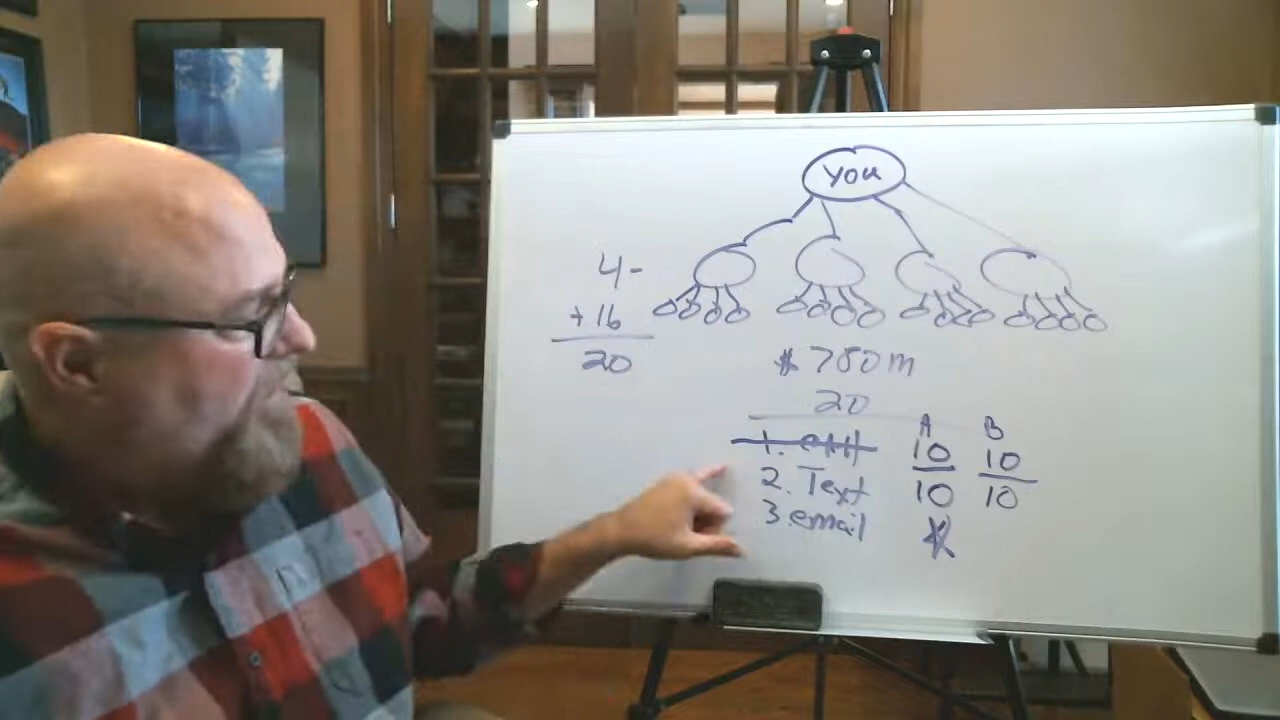 You
4-
+16
20
$780m
20
1. call
2. Text
3. email
A B
10 10
10 10